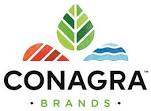 CONAGRA™
· BRANDS ·